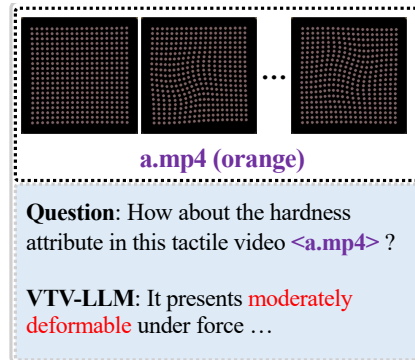 ...
a.mp4 (orange)
Question: How about the hardness
attribute in this tactile video <a.mp4> ?
VTV-LLM: It presents moderately
deformable under force ...